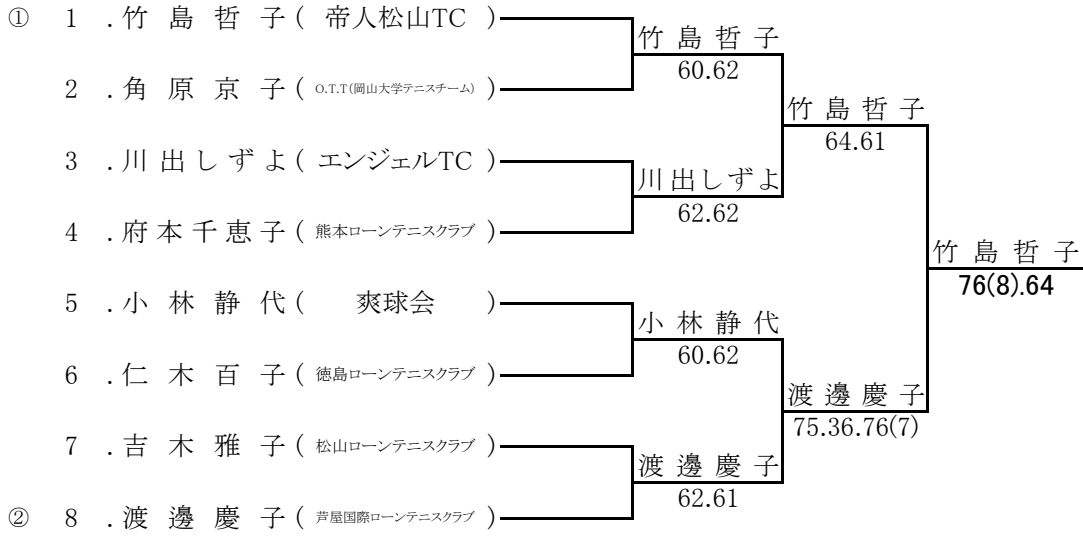 ① 1 .竹 島 哲 子( 帝人松山TC )
2 .角 原 京 子( O.T.T(岡山大学テニスチーム) )
3 .川 出 し ず よ( エンジェルTC )
4 .府 本 千 恵 子( 熊本ローンテニスクラブ )
5 .小 林 静 代( 爽球会 )
6 .仁 木 百 子( 徳島ローンテニスクラブ )
7 .吉 木 雅 子( 松山ローンテニスクラブ )
② 8 .渡 邊 慶 子( 芦屋国際ローンテニスクラブ )
竹 島 哲 子
60.62
川出しずよ
62.62
小 林 静 代
60.62
渡 邊 慶 子
62.61
竹 島 哲 子
64.61
渡 邊 慶 子
75.36.76(7)
竹 島 哲 子
76(8).64